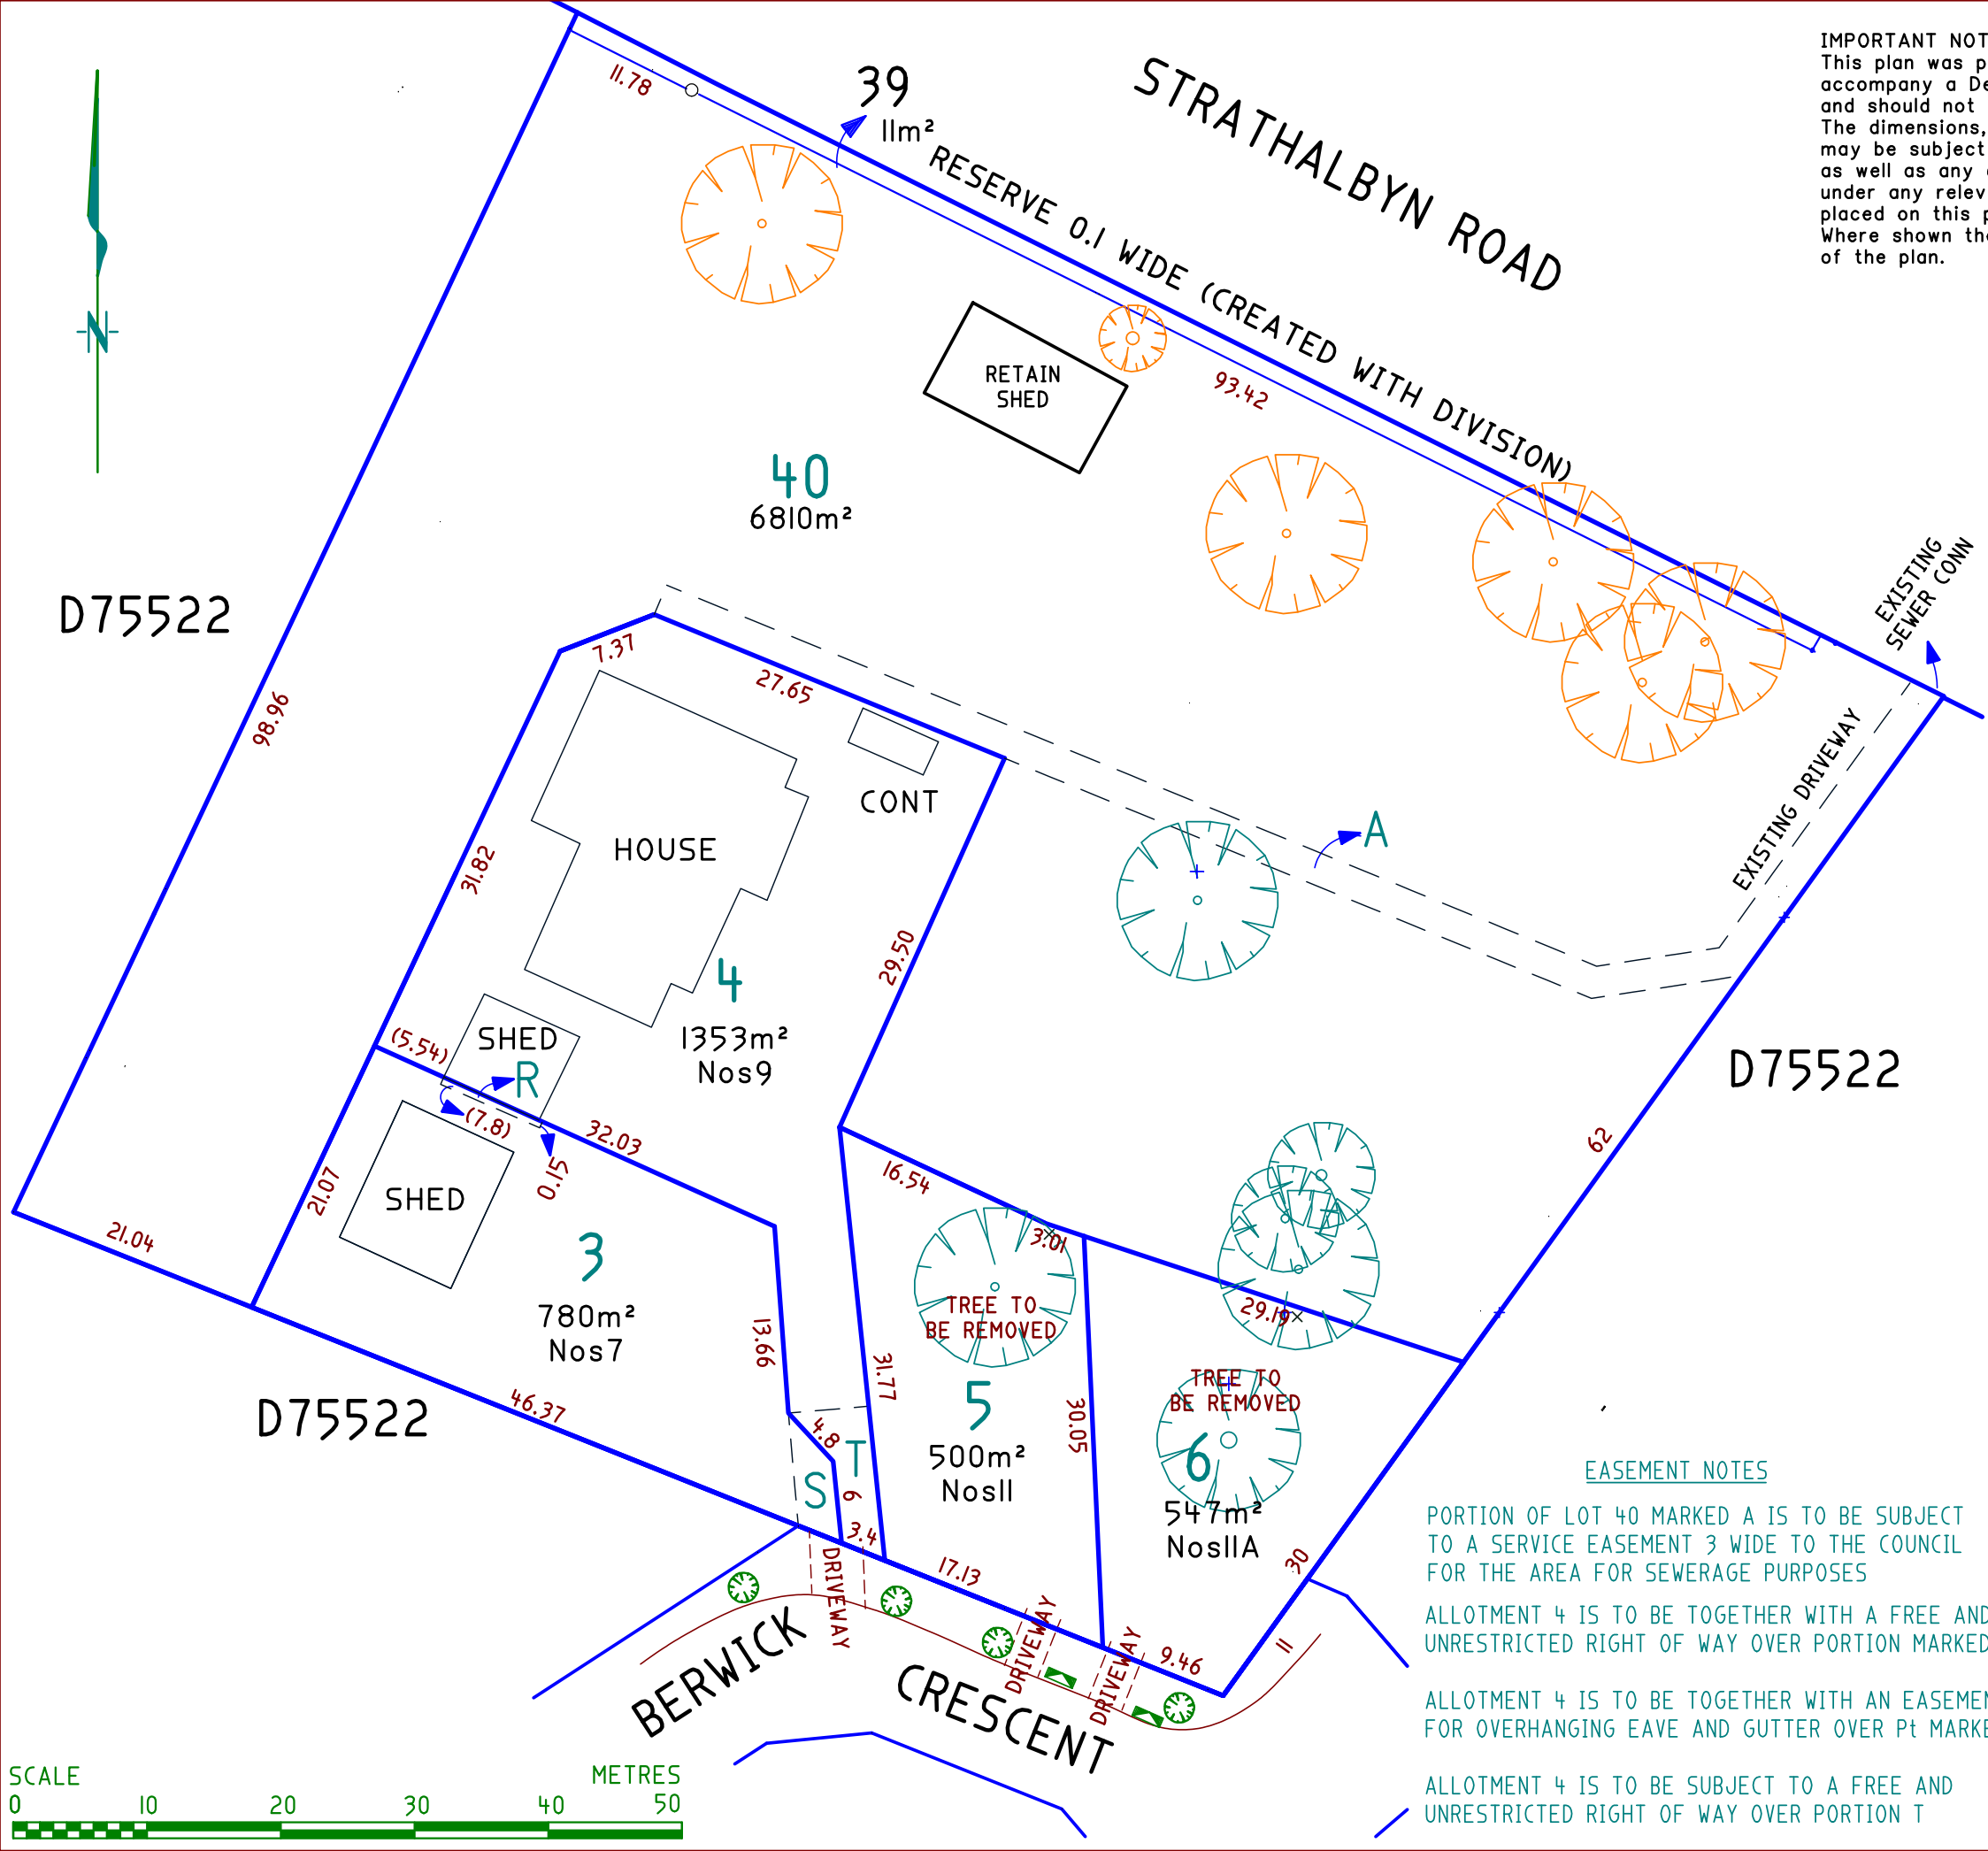 IMPORTANT
This plan was
accompany a
and should not
The dimensions,
may be subject
as well as any
under any
placed on this
Where shown
of the plan.
STRATHALBYN ROAD
39
11m²
RESERVE 0.1 WIDE (CREATED WITH DIVISION)
11.78
93.42
N
RETAIN
SHED
40
6810m²
D75522
EXISTING
SEWER CONN
EXISTING DRIVEWAY
98.96
7.37
27.65
CONT
HOUSE
A
31.82
29.50
4
1353m²
Nos9
SHED
(5.54)
R
(7.8)
32.03
0.15
D75522
62
SHED
21.07
21.04
3
780m²
Nos7
16.54
3.01
29.19
TREE TO
BE REMOVED
13.66
31.77
5
500m²
Nos11
30.05
TREE TO
BE REMOVED
6
547m²
Nos11A
D75522
46.37
4.8
T
S
6
3.4
17.13
9.46
30
11
DRIVEWAY
DRIVEWAY
DRIVEWAY
BERWICK CRESCENT
EASEMENT NOTES
PORTION OF LOT 40 MARKED A IS TO BE SUBJECT
TO A SERVICE EASEMENT 3 WIDE TO THE COUNCIL
FOR THE AREA FOR SEWERAGE PURPOSES
ALLOTMENT 4 IS TO BE TOGETHER WITH A FREE AND
UNRESTRICTED RIGHT OF WAY OVER PORTION MARKED
ALLOTMENT 4 IS TO BE TOGETHER WITH AN
FOR OVERHANGING EAVE AND GUTTER OVER Pt
ALLOTMENT 4 IS TO BE SUBJECT TO A FREE AND
UNRESTRICTED RIGHT OF WAY OVER PORTION T
SCALE METRES
0 10 20 30 40 50